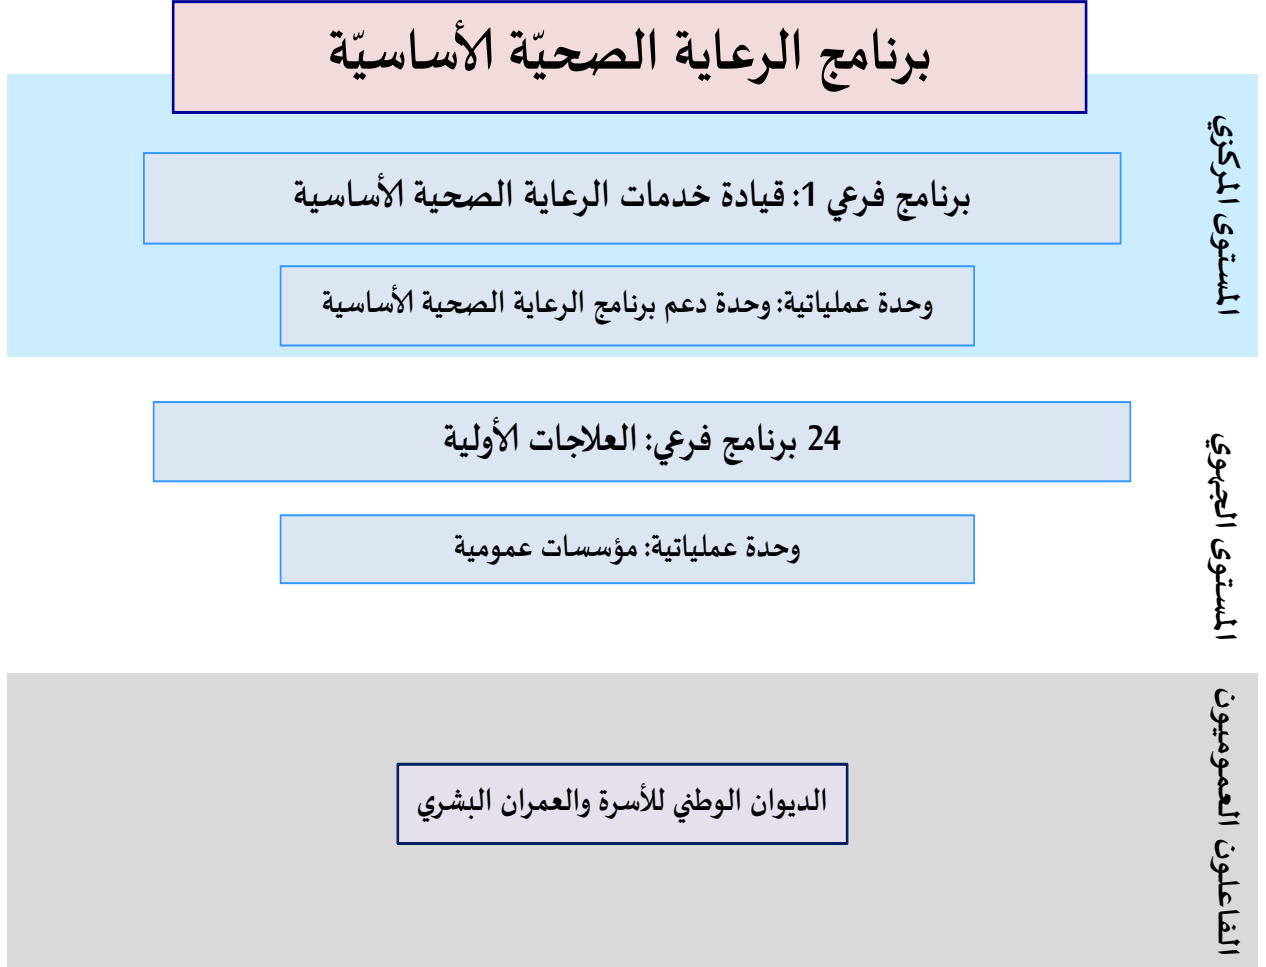 برنامج الرعاية الصحيّة الأساسيّة
المستوى المركزي
برنامج فرعي 1: قيادة خدمات الرعاية الصحية الأساسية
وحدة عملياتية: وحدة دعم برنامج الرعاية الصحية الأساسية
المستوى الجهوي
24 برنامج فرعي: العلاجات الأولية
وحدة عملياتية: مؤسسات عمومية
الفاعلون العموميون
الديوان الوطني للأسرة والعمران البشري